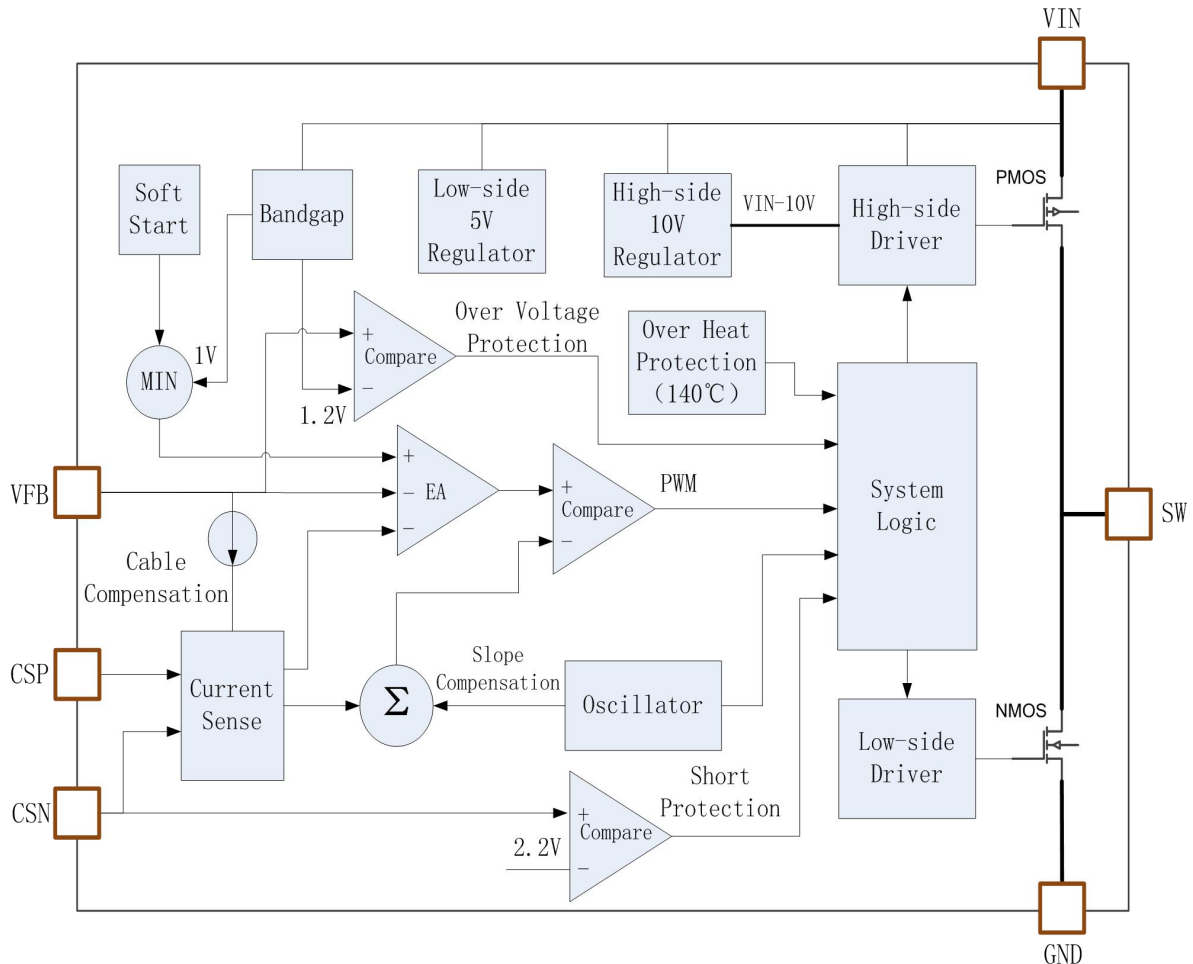 VIN
Soft
Start
Bandgap
Low-side
5V
Regulator
High-side
10V
Regulator
VIN-10V
High-side
Driver
PMOS
MIN
1V
+
Compare
−
1.2V
Over Voltage
Protection
Over Heat
Protection
(140℃)
VFB
+
− EA
−
+
Compare
−
PWM
System
Logic
SW
Cable
Compensation
CSP
Current
Sense
Σ
Slope
Compensation
Oscillator
Low-side
Driver
NMOS
CSN
+
Compare
−
2.2V
Short
Protection
GND